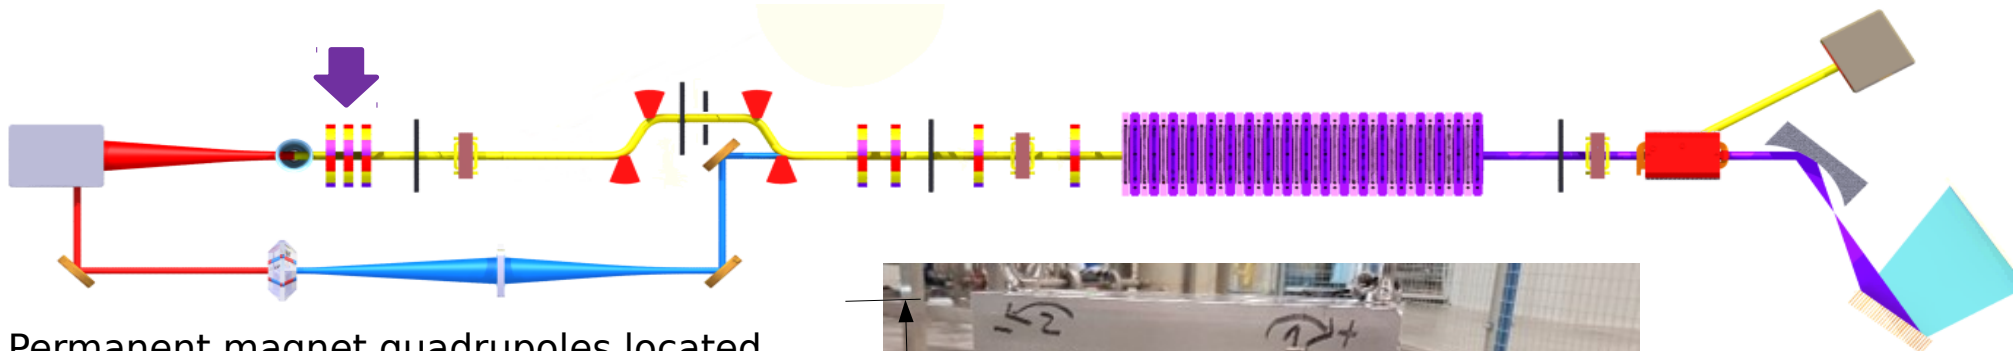 Permanent magnet quadrupoles located
- 2 1 +